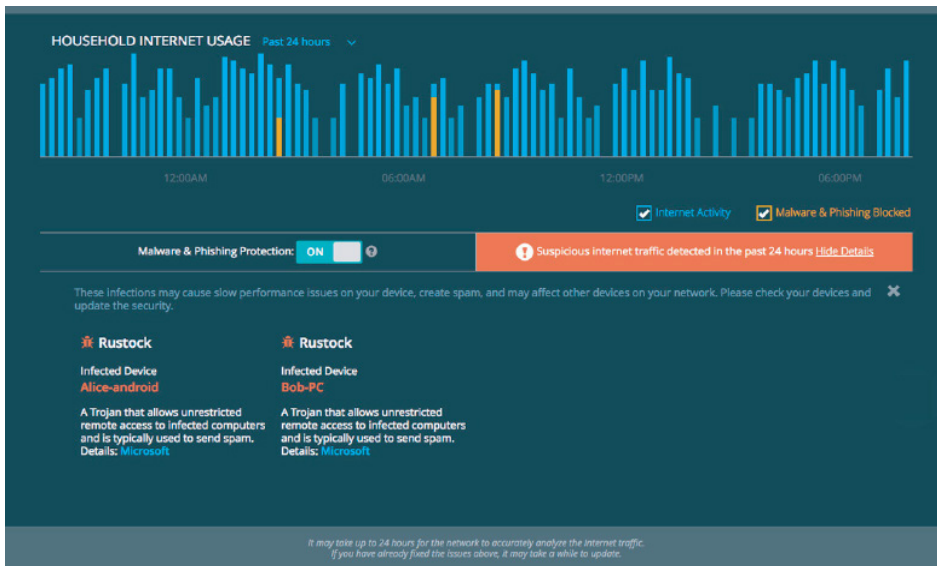 HOUSEHOLD INTERNET USAGE Past 24 hours
12:00AM 06:00AM 12:00PM 06:00PM
Internet Activity Malware & Phishing Blocked
Malware & Phishing Protection: ON ? ! Suspicious internet traffic detected in the past 24 hours Hide Details
These infections may cause slow performance issues on your device, create spam, and may affect other devices on your network. Please check your devices and
update the security.
Rustock
Infected Device
Alice-android
A Trojan that allows unrestricted
remote access to infected computers
and is typically used to send spam.
Details: Microsoft
Rustock
Infected Device
Bob-PC
A Trojan that allows unrestricted
remote access to infected computers
and is typically used to send spam.
Details: Microsoft
It may take up to 24 hours for the network to accurately analyze the internet traffic.
If you have already fixed the issues above, it may take a while to update.